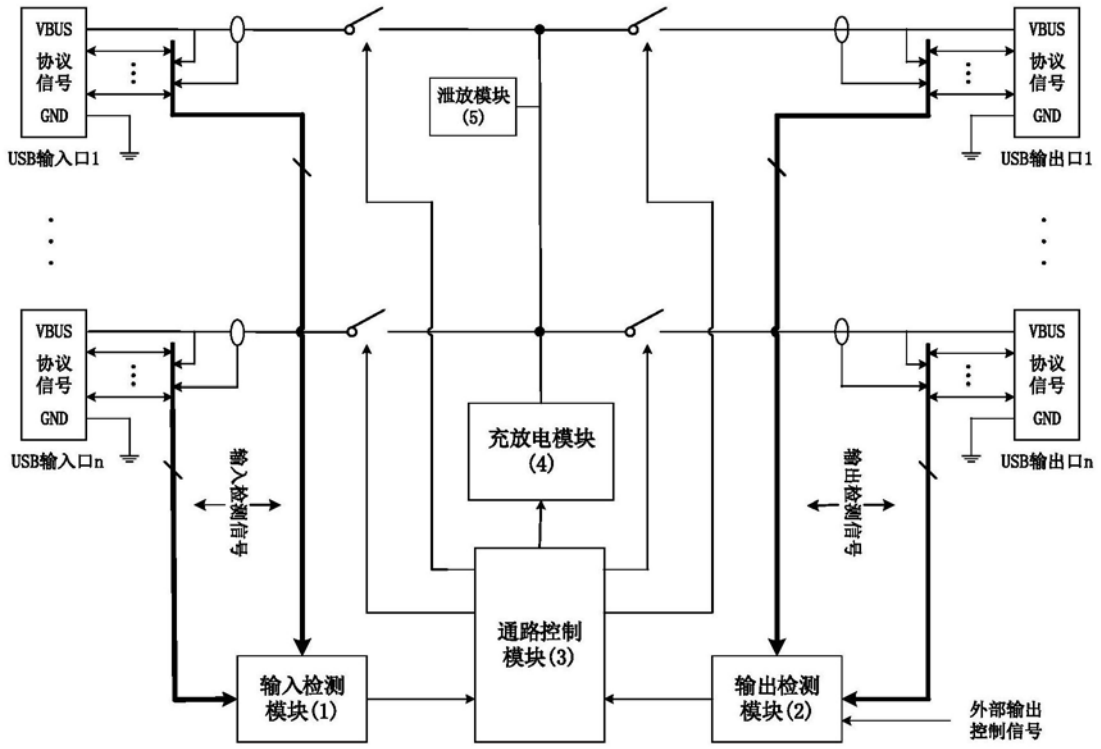 VBUS
协议
信号
GND
USB输入口1
VBUS
协议
信号
GND
USB输出口1
泄放模块
(5)
VBUS
协议
信号
GND
USB输入口n
VBUS
协议
信号
GND
USB输出口n
充放电模块
(4)
输入检测信号
输出检测信号
通路控制
模块(3)
输入检测
模块(1)
输出检测
模块(2)
外部输出
控制信号